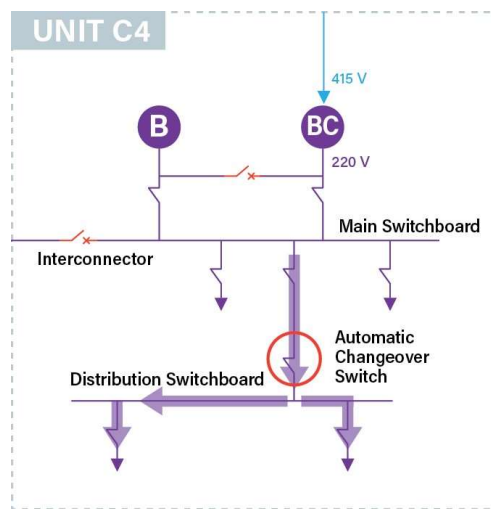 UNIT C4
415 V
B
BC
220 V
Main Switchboard
Interconnector
Automatic
Changeover
Switch
Distribution Switchboard